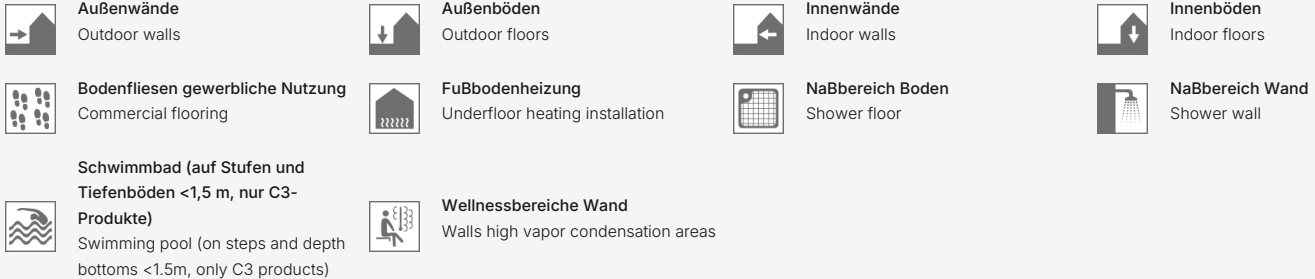 Außenwände
Outdoor walls
Außenböden
Outdoor floors
Innenwände
Indoor walls
Innenböden
Indoor floors
Bodenfliesen gewerbliche Nutzung
Commercial flooring
FuBbodenheizung
Underfloor heating installation
NaBbereich Boden
Shower floor
NaBbereich Wand
Shower wall
Schwimmbad (auf Stufen und
Tiefenböden <1,5 m, nur C3-
Produkte)
Swimming pool (on steps and depth
bottoms <1.5m, only C3 products)
Wellnessbereiche Wand
Walls high vapor condensation areas